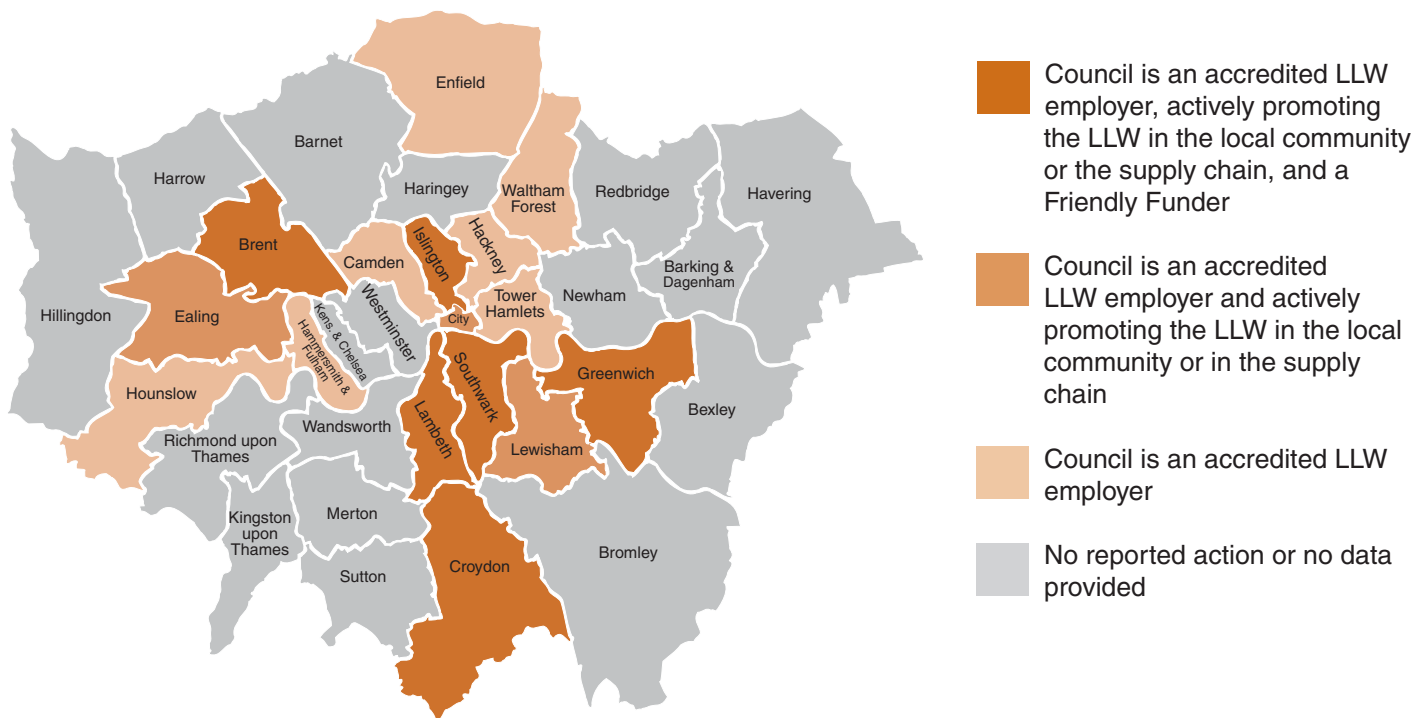 Enfield
Barnet
Harrow
Haringey
Waltham
Forest
Redbridge
Havering
Brent
Islington
Hackney
Camden
Barking &
Dagenham
Hillingdon
Ealing
Westminster
City
Tower
Hamlets
Newham
Kens. & Chelsea
Hammersmith &
Fulham
Hounslow
Southwark
Greenwich
Bexley
Lambeth
Lewisham
Wandsworth
Richmond upon
Thames
Kingston
upon
Thames
Merton
Sutton
Croydon
Bromley
Council is an accredited LLW
employer, actively promoting
the LLW in the local community
or the supply chain, and a
Friendly Funder
Council is an accredited
LLW employer and actively
promoting the LLW in the local
community or in the supply
chain
Council is an accredited LLW
employer
No reported action or no data
provided